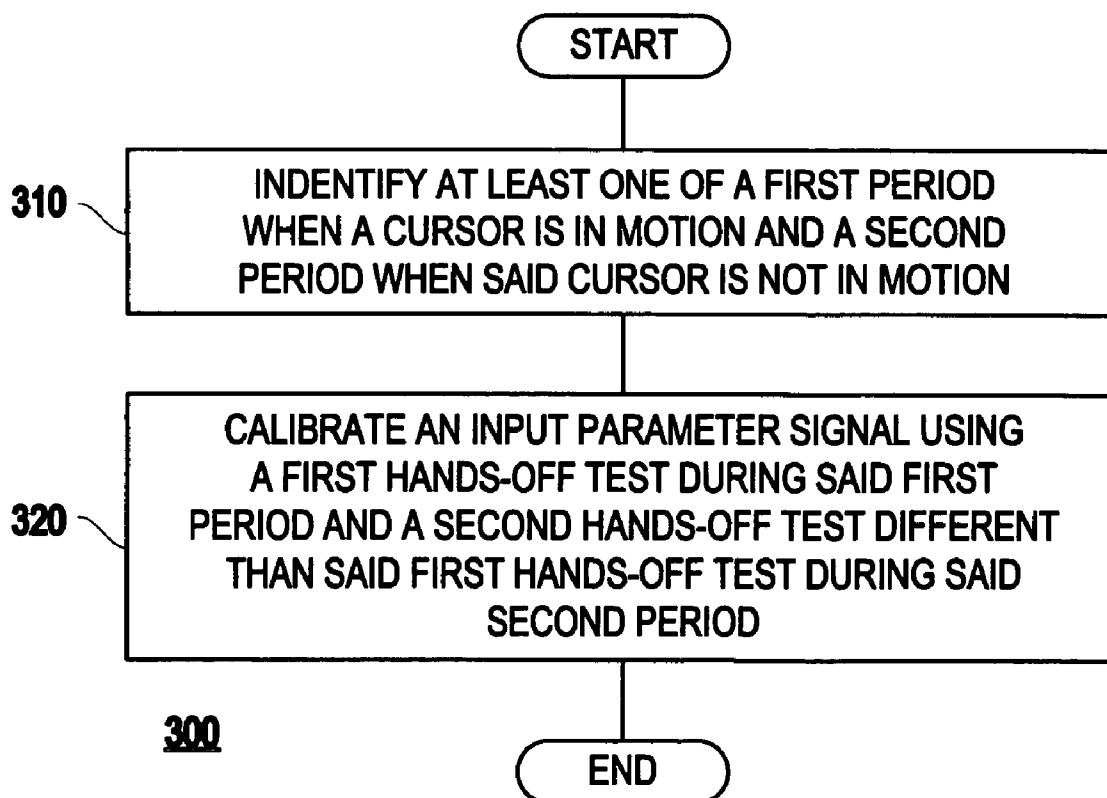 START
310
INDENTIFY AT LEAST ONE OF A FIRST PERIOD
WHEN A CURSOR IS IN MOTION AND A SECOND
PERIOD WHEN SAID CURSOR IS NOT IN MOTION
320
CALIBRATE AN INPUT PARAMETER SIGNAL USING
A FIRST HANDS-OFF TEST DURING SAID FIRST
PERIOD AND A SECOND HANDS-OFF TEST DIFFERENT
THAN SAID FIRST HANDS-OFF TEST DURING SAID
SECOND PERIOD
300
END